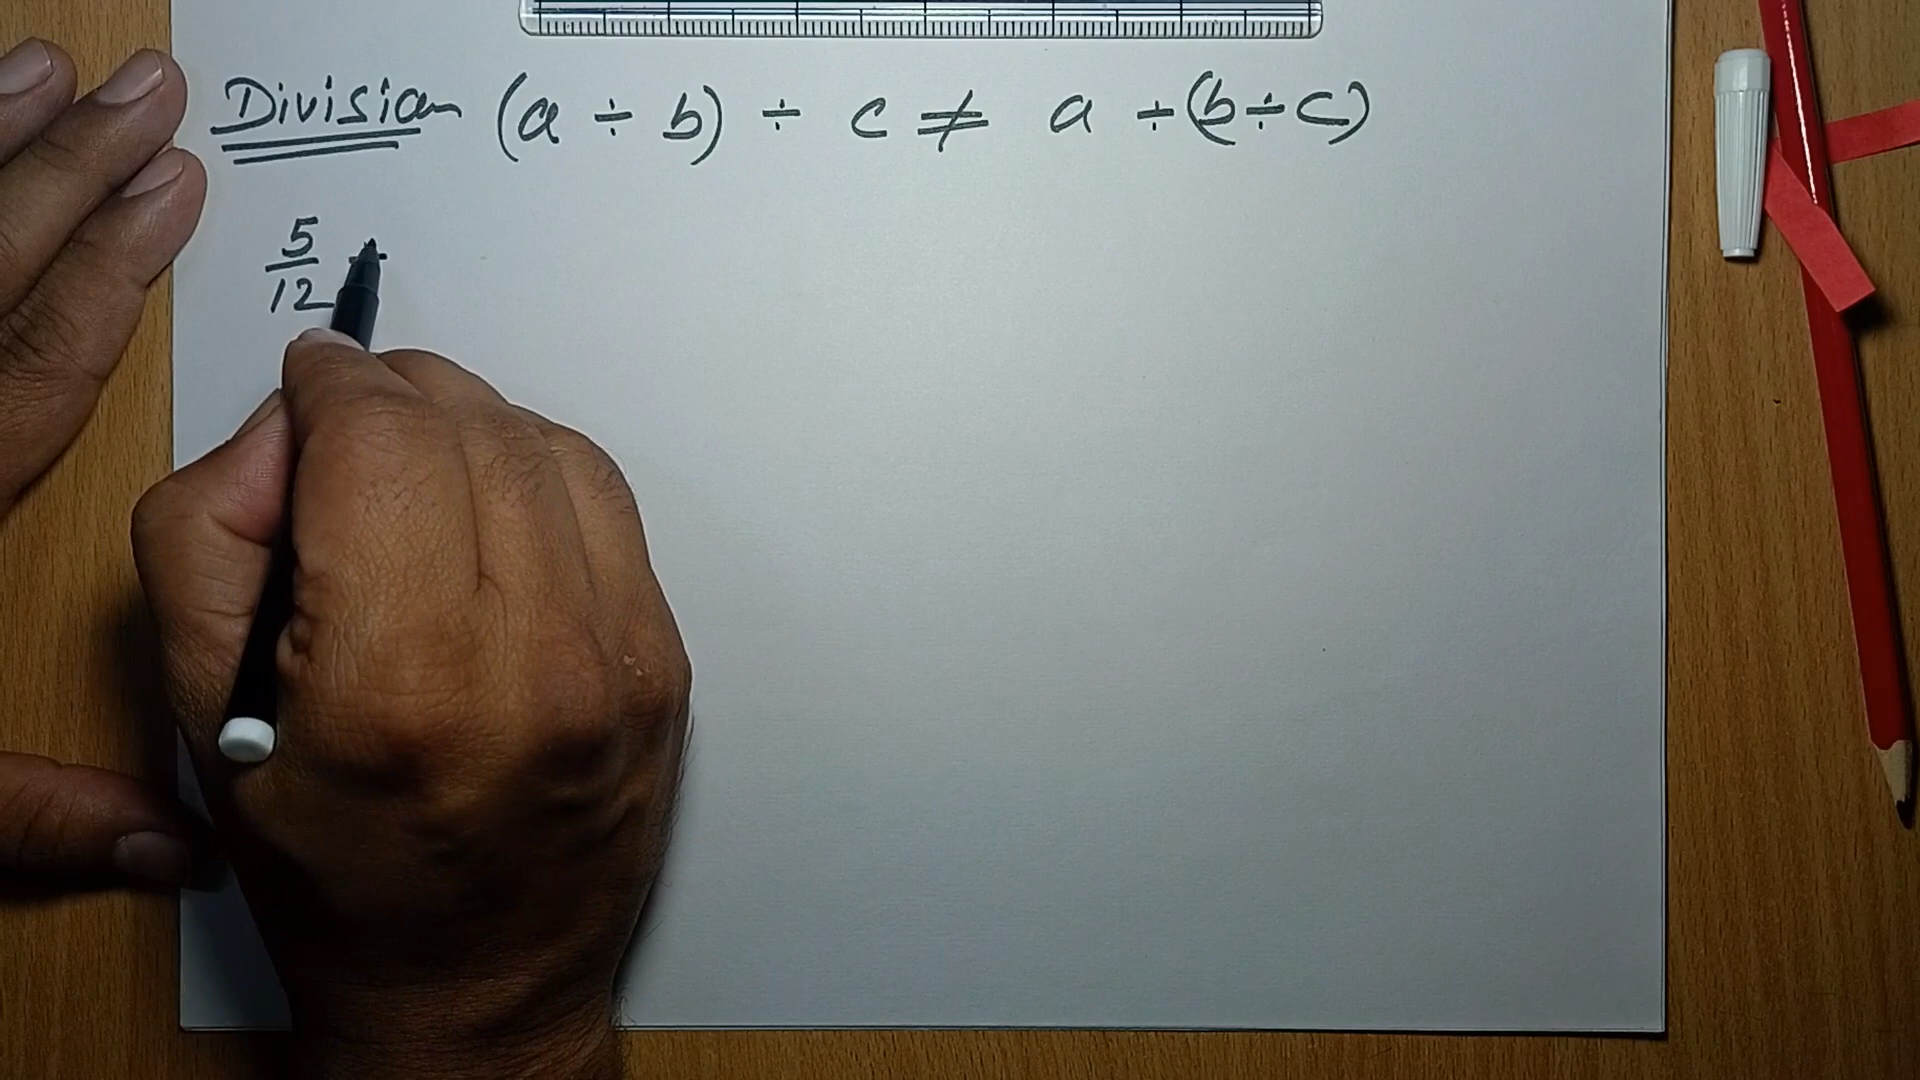 Division (a ÷ b) ÷ c ≠ a ÷ (b ÷ c)
5/12